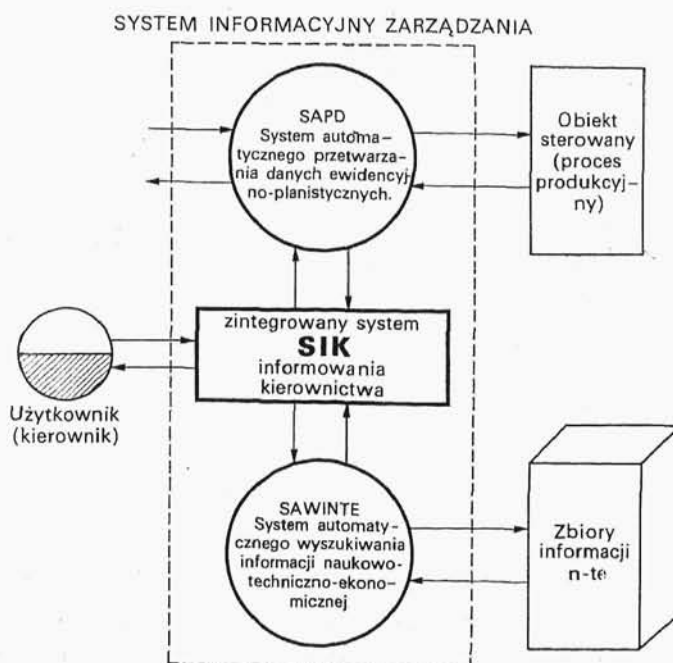 SYSTEM INFORMACYJNY ZARZĄDZANIA
SAPD
System automa-
tycznego przetwarza-
nia danych ewidencyj-
no-planistycznych.
Obiekt
sterowany
(proces
produkcyj-
ny)
zintegrowany system
SIK
informowania
kierownictwa
Użytkownik
(kierownik)
SAWINTE
System automaty-
cznego wyszukiwania
informacji naukowo-
techniczno-ekono-
micznej
Zbiory
informacji
n-te